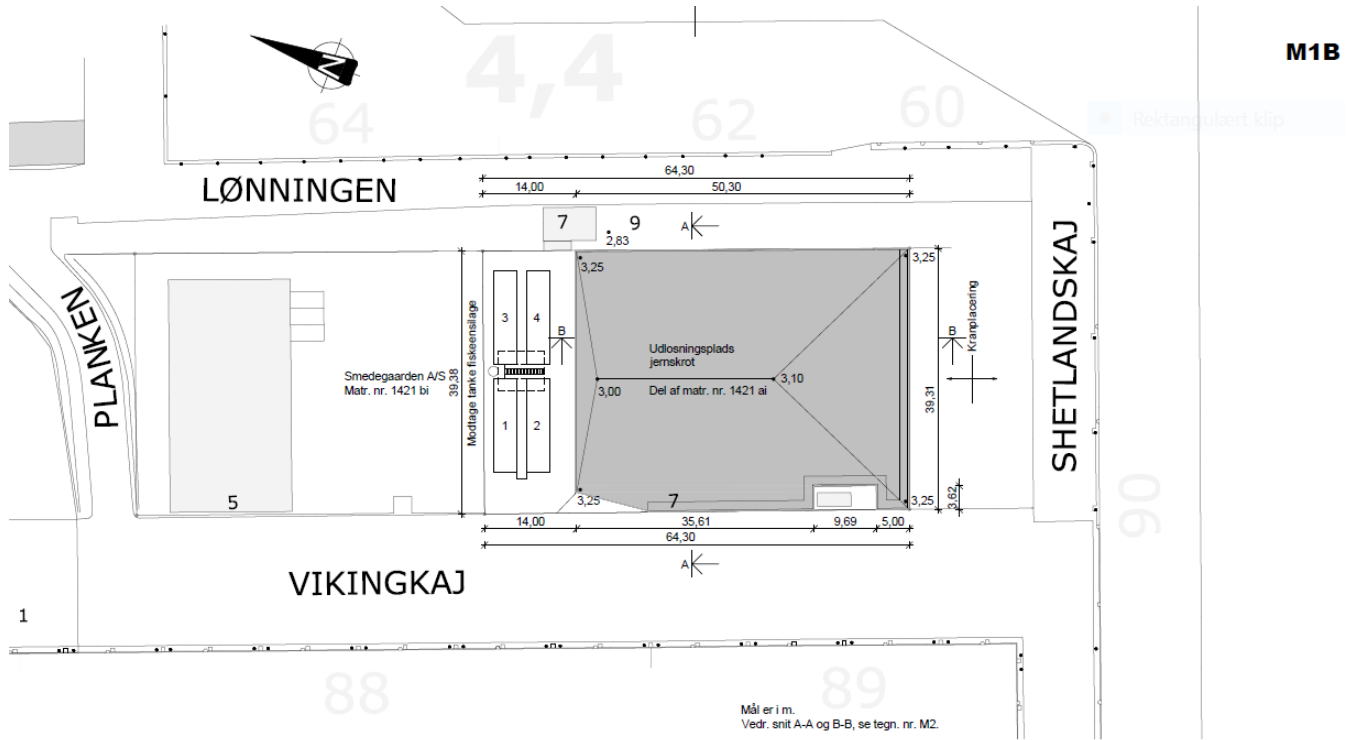 M1B
N
4,4
64
62
60
Rektangulært klip
LØNNINGEN
64,30
14,00
50,30
7
9
2,83
A
3,25
3,25
PLANKEN
5
Smedegaarden A/S
Matr. nr. 1421 bi
39,38
Modtage tanke fiskeensilage
3
4
1
2
B
Udlosningsplads
jernskrot
3,00
3,10
Del af matr. nr. 1421 ai
B
Kranplacering
39,31
SHETLANDSKAJ
3,25
7
3,25
3,62
14,00
35,61
9,69
5,00
64,30
A
VIKINGKAJ
90
1
88
89
Mål er i m.
Vedr. snit A-A og B-B, se tegn. nr. M2.